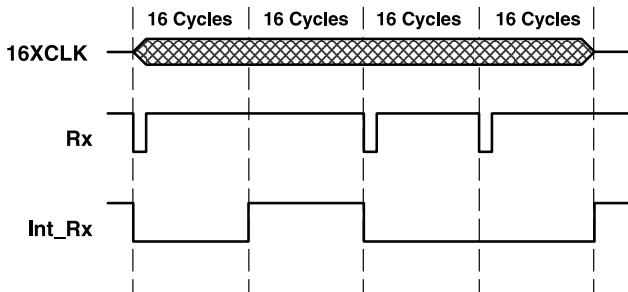 16 Cycles 16 Cycles 16 Cycles 16 Cycles
16XCLK
Rx
Int_Rx